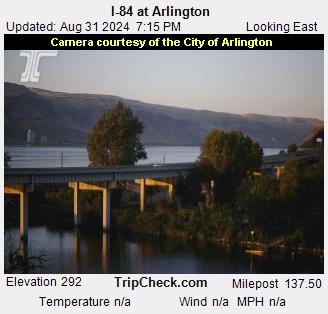 I-84 at Arlington
Updated: Aug 31 2024 7:15 PM Looking East
Camera courtesy of the City of Arlington
Elevation 292 TripCheck.com Milepost 137.50
Temperature n/a Wind n/a MPH n/a